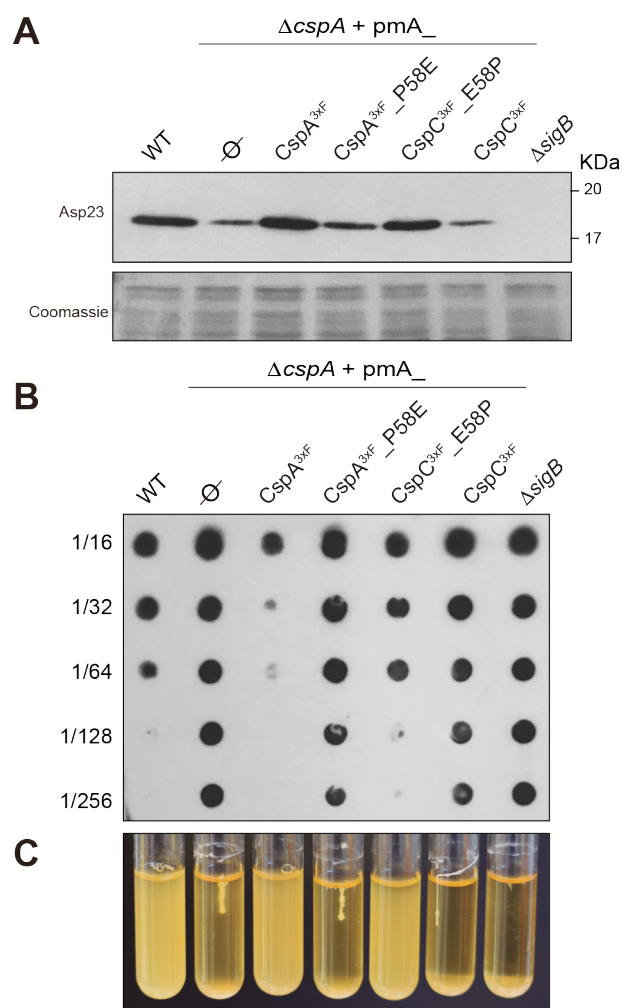 A
ΔcspA + pmA_
WT
-O-
CspA3xF
CspA3xF_P58E
CspC3xF_E58P
CspC3xF
ΔsigB
KDa
Asp23
20
17
Coomassie
B
ΔcspA + pmA_
WT
-O-
CspA3xF
CspA3xF_P58E
CspC3xF_E58P
CspC3xF
ΔsigB
1/16
1/32
1/64
1/128
1/256
C